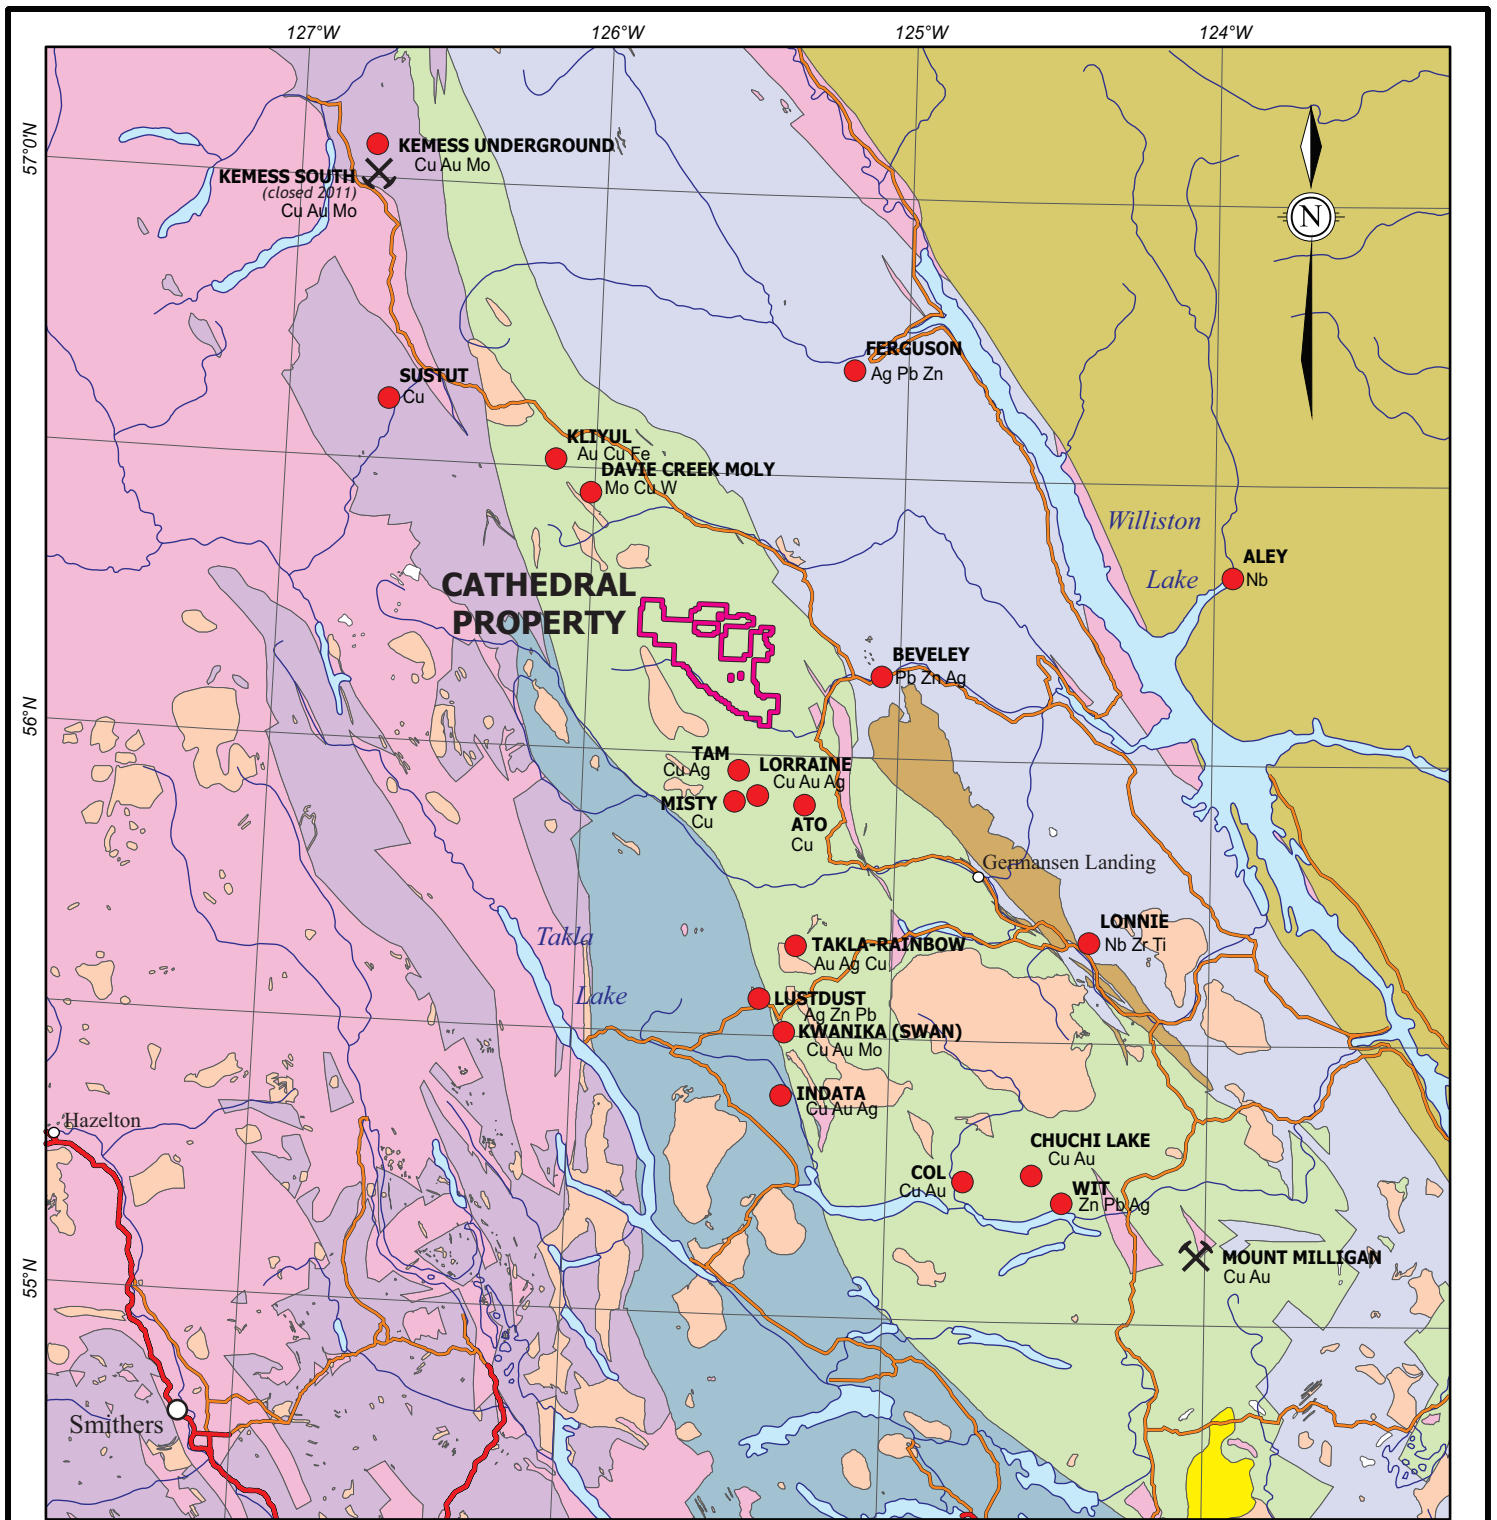 127°W
126°W
125°W
124°W
57°0'N
56°N
55°N
N
KEMESS UNDERGROUND
Cu Au Mo
KEMESS SOUTH
(closed 2011)
Cu Au Mo
FERGUSON
Ag Pb Zn
SUSTUT
Cu
KLIYUL
Au Cu Fe
DAVIE CREEK MOLY
Mo Cu W
Williston
Lake
ALEY
Nb
CATHEDRAL
PROPERTY
BEVELEY
Pb Zn Ag
TAM
Cu Ag
LORRAINE
Cu Au Ag
MISTY
Cu
ATO
Cu
Germansen Landing
Takla
Lake
LONNIE
Nb Zr Ti
TAKLA-RAINBOW
Au Ag Cu
LUSTDUST
Ag Zn Pb
KWANIKA (SWAN)
Cu Au Mo
INDATA
Cu Au Ag
Hazelton
CHUCHI LAKE
Cu Au
COL
Cu Au
WIT
Zn Pb Ag
MOUNT MILLIGAN
Cu Au
Smithers